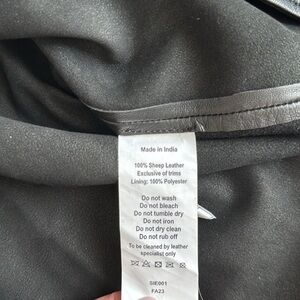 Made in India
100% Sheep Leather
Exclusive of trims
Lining: 100% Polyester
Do not wash
Do not bleach
Do not tumble dry
Do not iron
Do not dry clean
Do not rub off
To be cleaned by leather
specialist only
SIE001
FA23